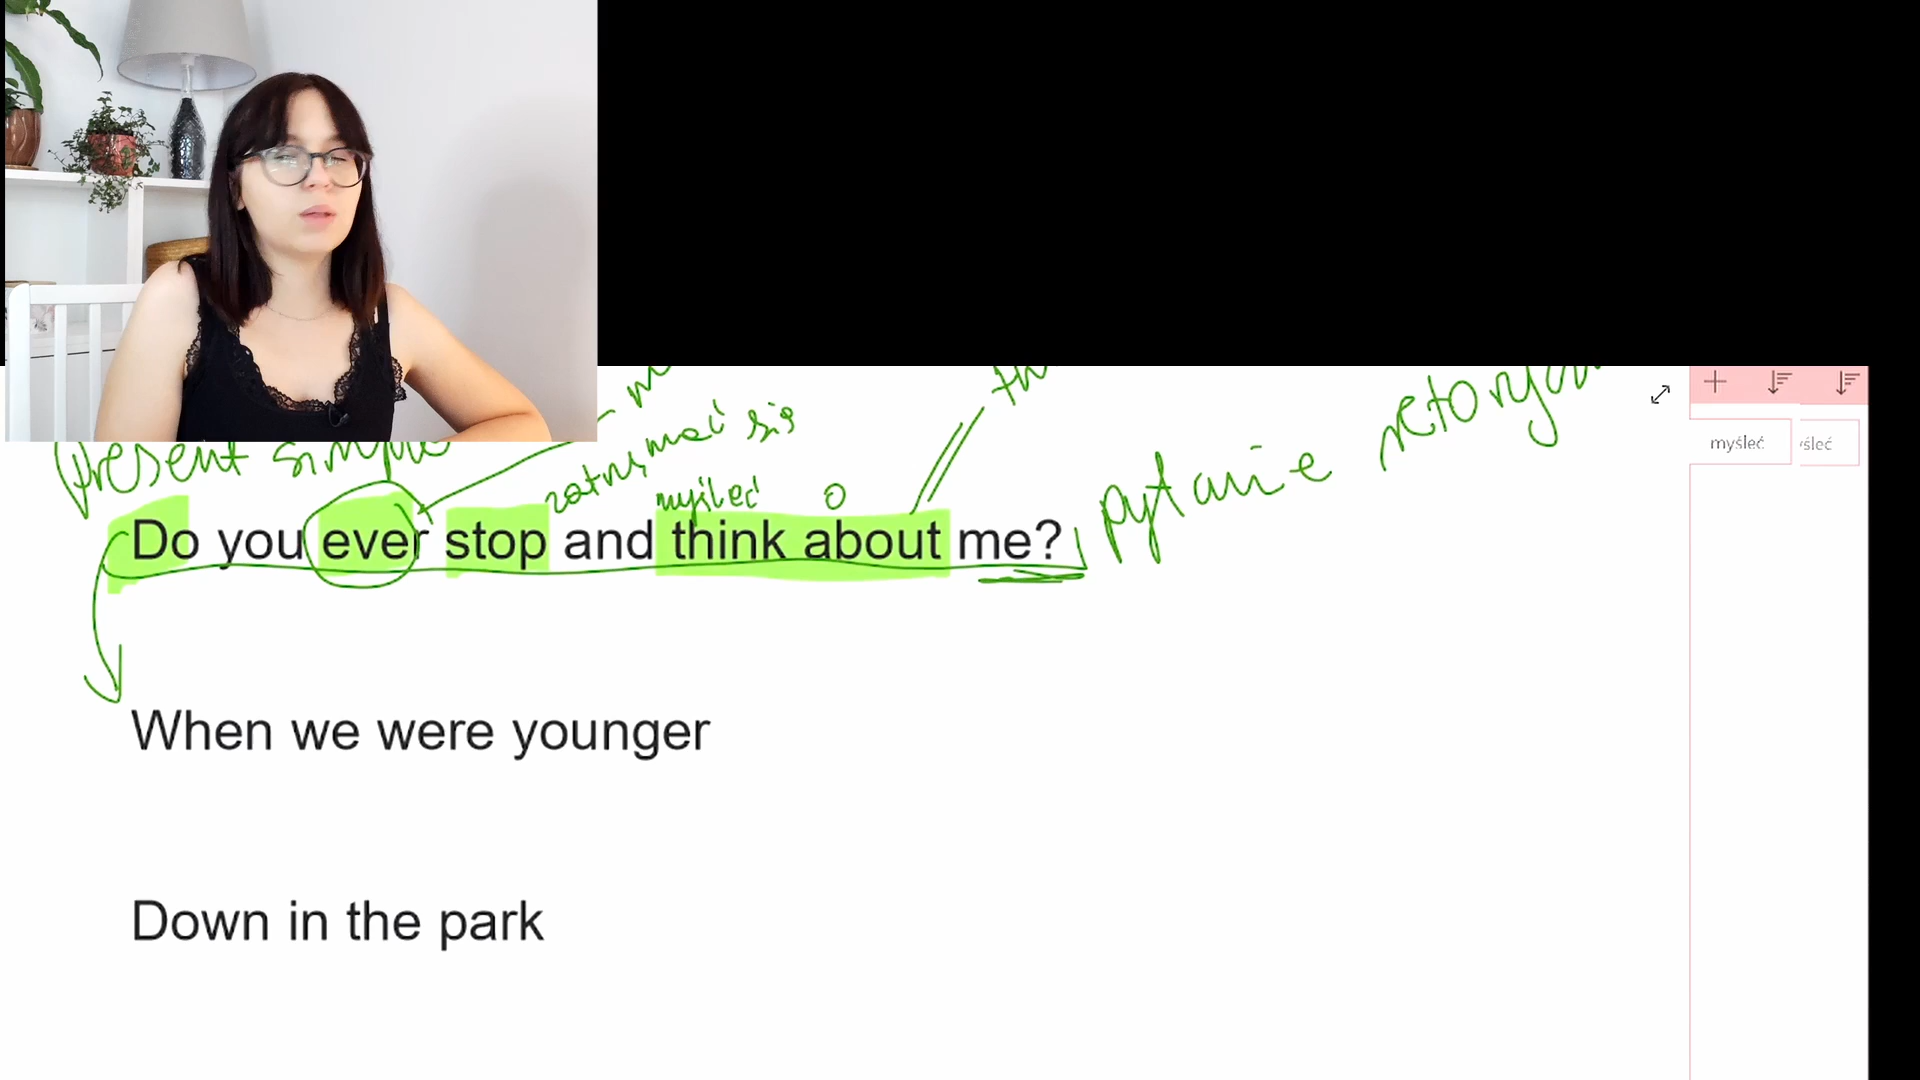 present simple
zatrzymać się
myśleć o
pytanie
Do you ever stop and think about me?
When we were younger
Down in the park
myśleć
yśleć